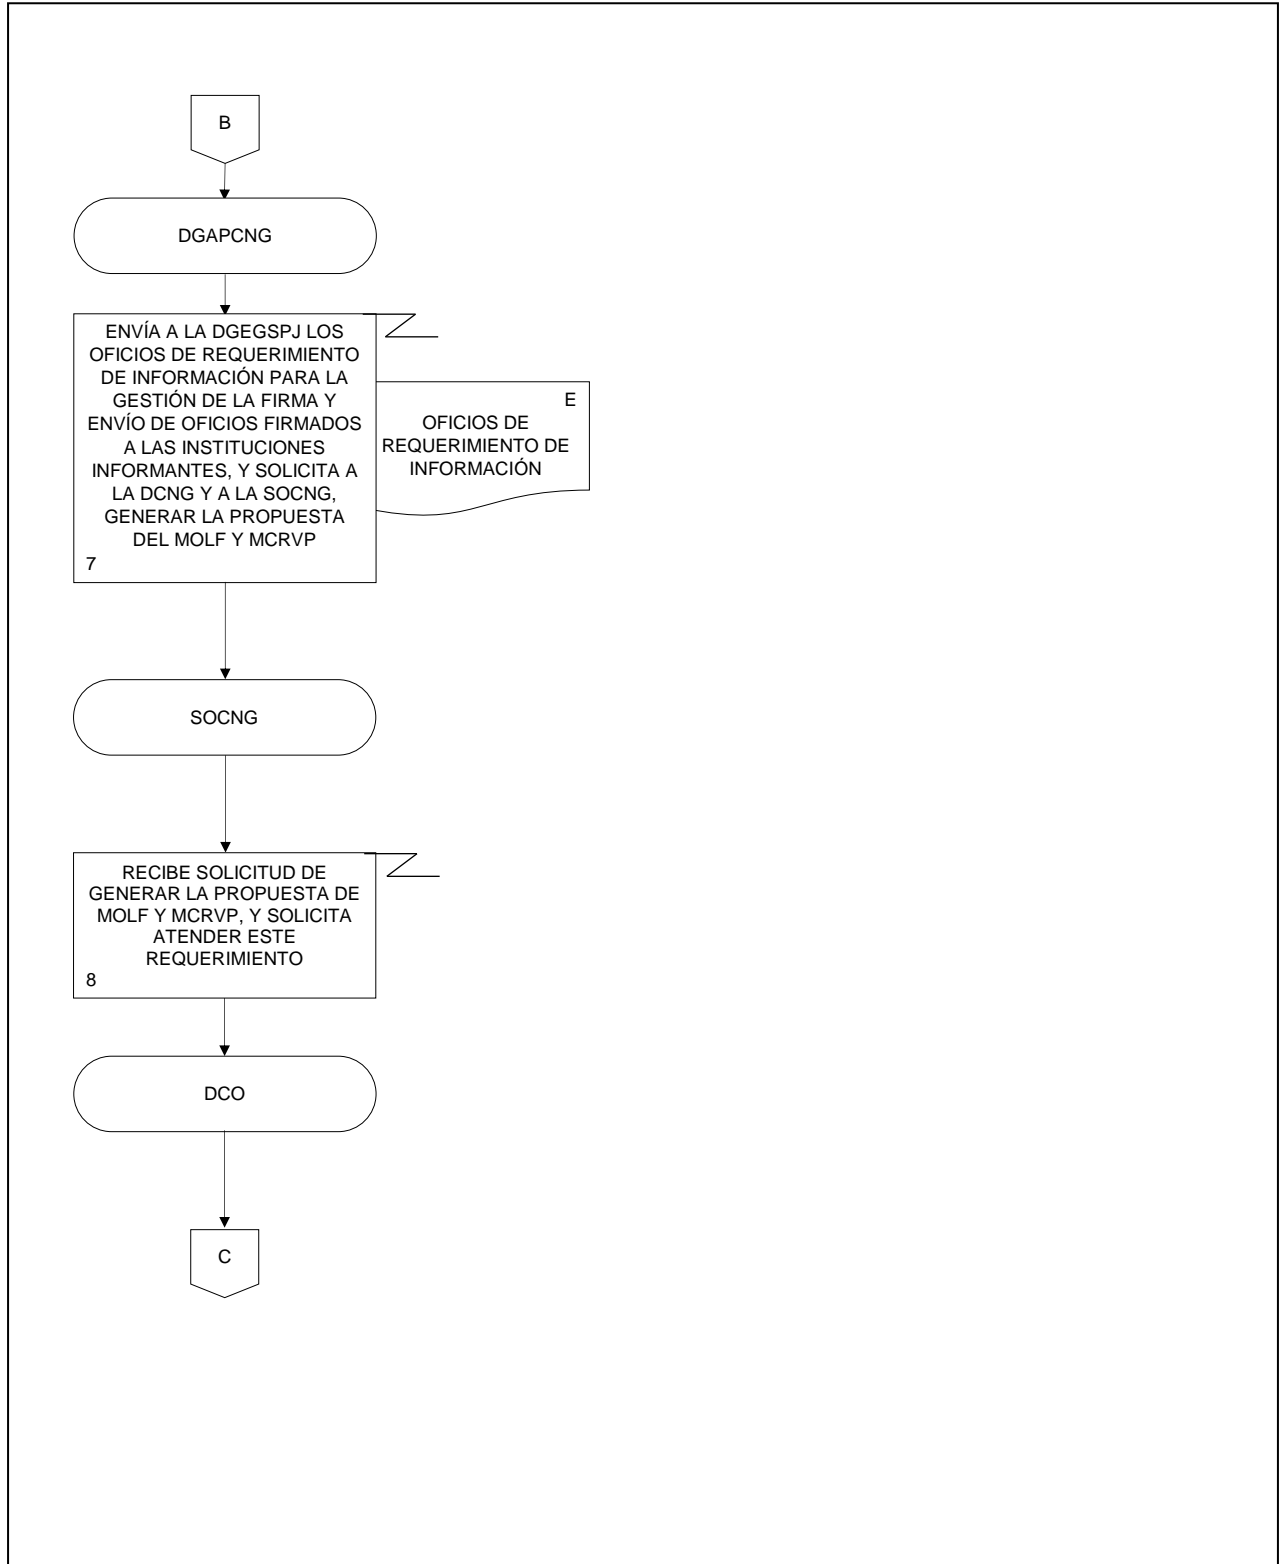 B
DGAPCNG
ENVÍA A LA DGEGSPJ LOS
OFICIOS DE REQUERIMIENTO
DE INFORMACIÓN PARA LA
GESTIÓN DE LA FIRMA Y
ENVÍO DE OFICIOS FIRMADOS
A LAS INSTITUCIONES
INFORMANTES, Y SOLICITA A
LA DCNG Y A LA SOCNG,
GENERAR LA PROPUESTA
DEL MOLF Y MCRVP
7
E
OFICIOS DE
REQUERIMIENTO DE
INFORMACIÓN
SOCNG
RECIBE SOLICITUD DE
GENERAR LA PROPUESTA DE
MOLF Y MCRVP, Y SOLICITA
ATENDER ESTE
REQUERIMIENTO
8
DCO
C